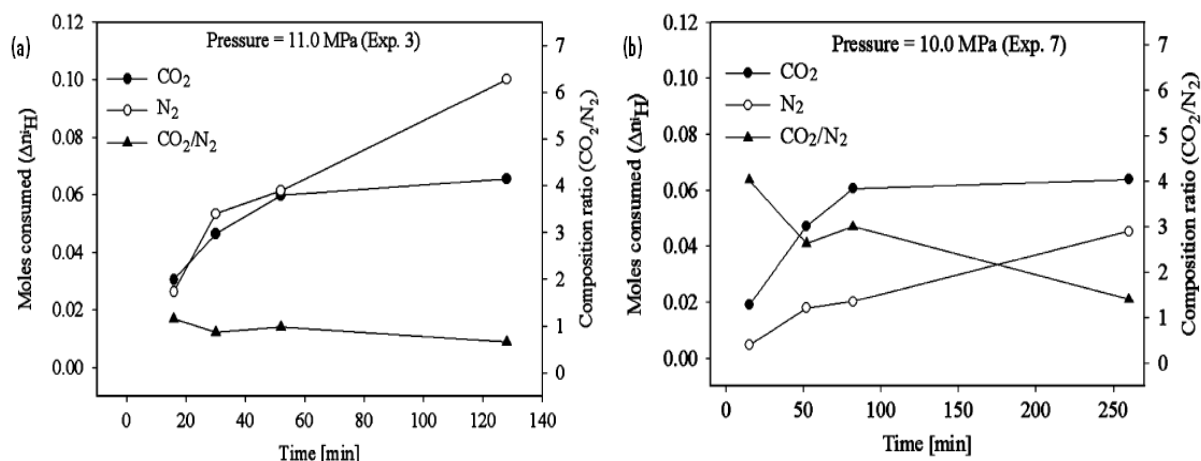 (a)
Pressure = 11.0 MPa (Exp. 3)
CO₂
N₂
CO₂/N₂
Moles consumed (Δnⁱ_H)
0.12
0.10
0.08
0.06
0.04
0.02
0.00
Composition ratio (CO₂/N₂)
7
6
5
4
3
2
1
0
0 20 40 60 80 100 120 140
Time [min]
(b)
Pressure = 10.0 MPa (Exp. 7)
CO₂
N₂
CO₂/N₂
Moles consumed (Δnⁱ_H)
0.12
0.10
0.08
0.06
0.04
0.02
0.00
Composition ratio (CO₂/N₂)
7
6
5
4
3
2
1
0
0 50 100 150 200 250
Time [min]